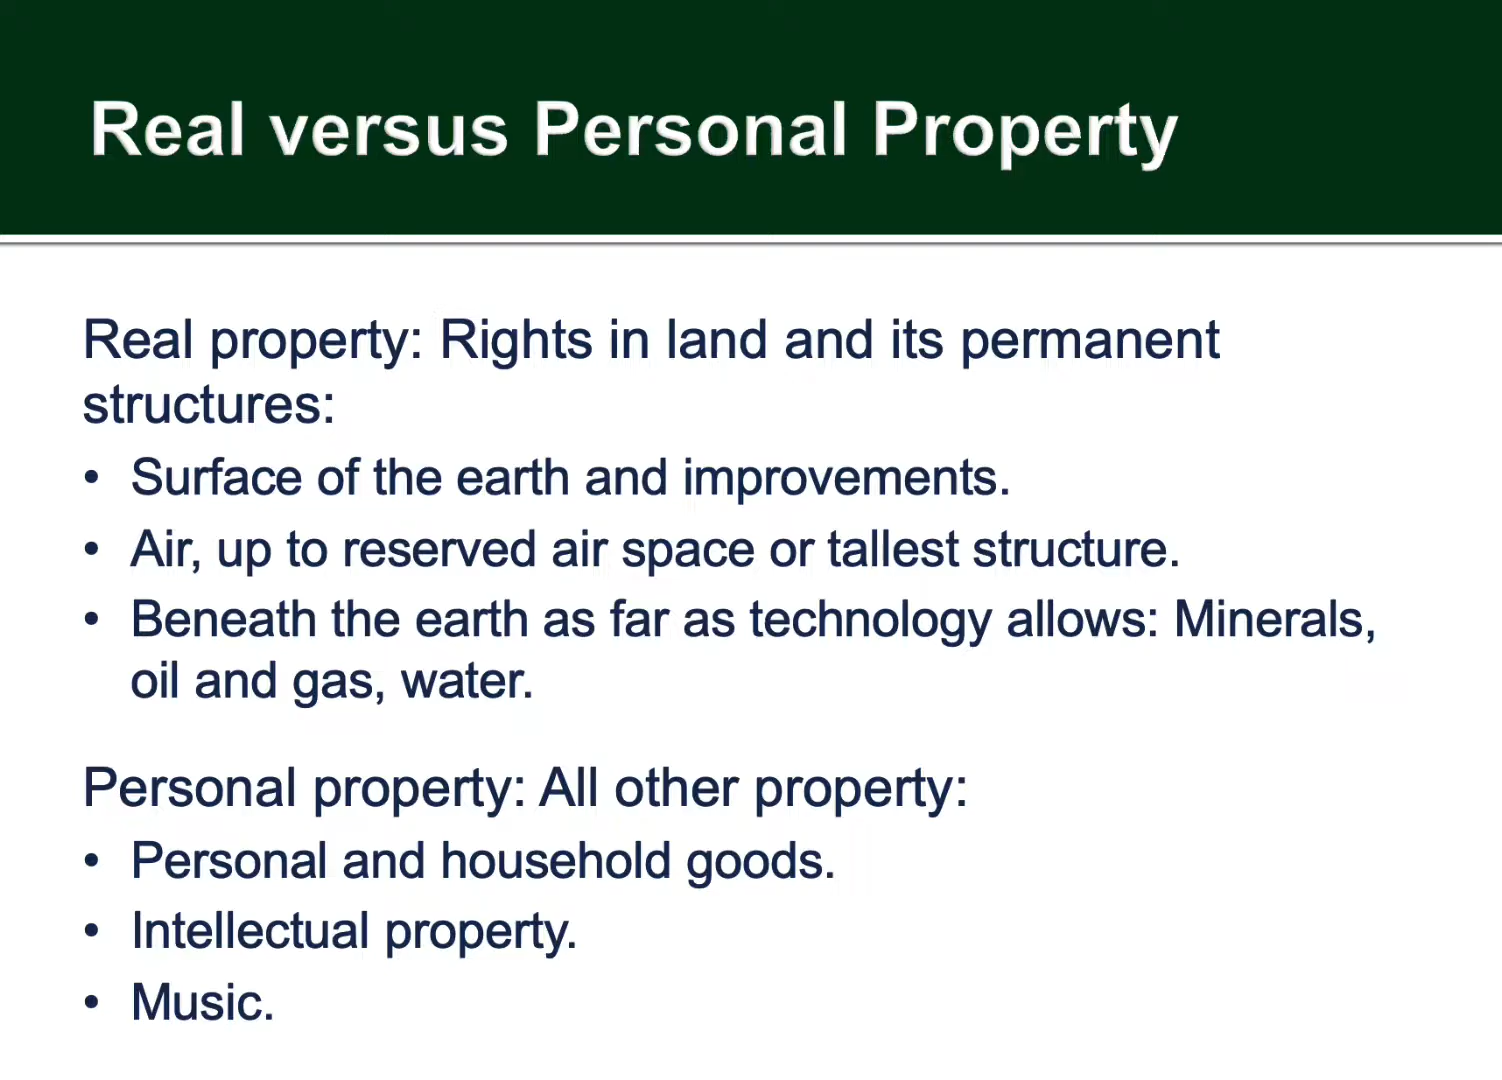 Real versus Personal Property
Real property: Rights in land and its permanent
structures:
• Surface of the earth and improvements.
• Air, up to reserved air space or tallest structure.
• Beneath the earth as far as technology allows: Minerals,
oil and gas, water.
Personal property: All other property:
• Personal and household goods.
• Intellectual property.
• Music.